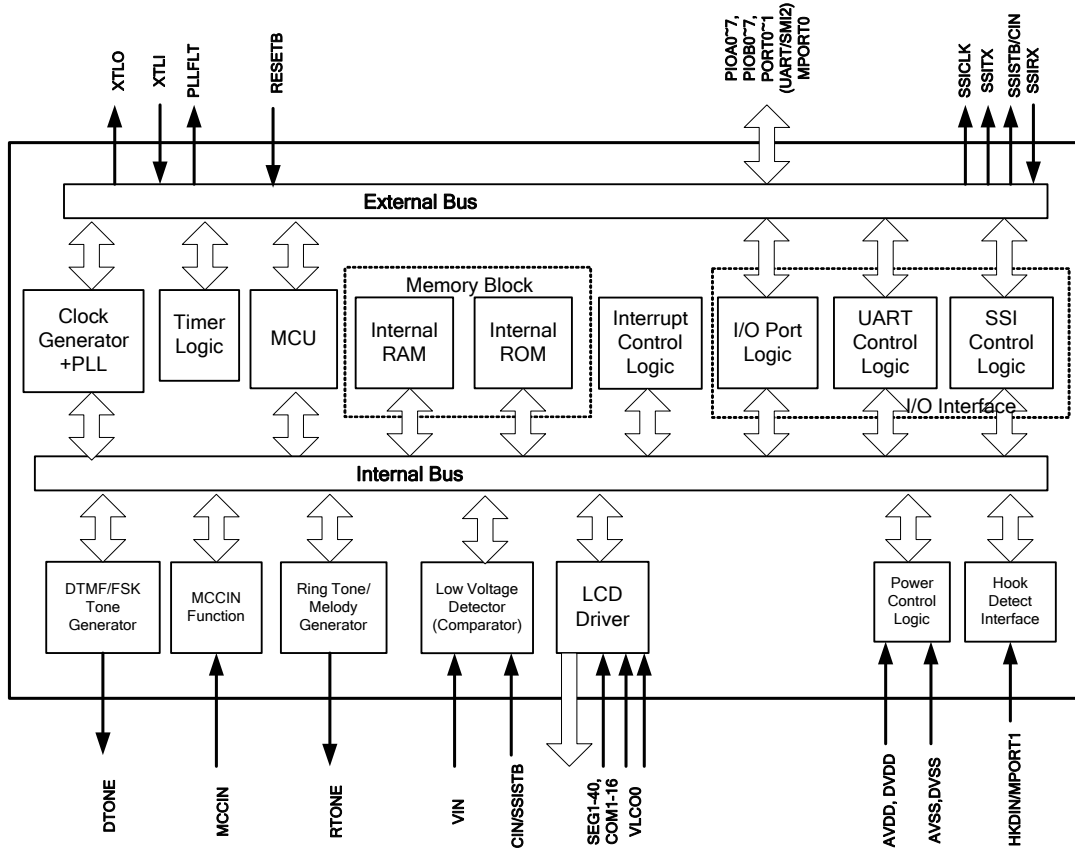 XTLO
XTLI
PLLFLT
RESETB
PIOA0~7,
PIOB0~7,
PORT0~1
(UART/SMI2)
MPORT0
SSICLK
SSITX
SSISTB/CIN
SSIRX
External Bus
Clock
Generator
+PLL
Timer
Logic
MCU
Memory Block
Internal
RAM
Internal
ROM
Interrupt
Control
Logic
I/O Port
Logic
UART
Control
Logic
SSI
Control
Logic
I/O Interface
Internal Bus
DTMF/FSK
Tone
Generator
MCCIN
Function
Ring Tone/
Melody
Generator
Low Voltage
Detector
(Comparator)
LCD
Driver
Power
Control
Logic
Hook
Detect
Interface
DTONE
MCCIN
RTONE
VIN
CIN/SSISTB
SEG1-40,
COM1-16
VLCO0
AVDD, DVDD
AVSS,DVSS
HKDIN/MPORT1